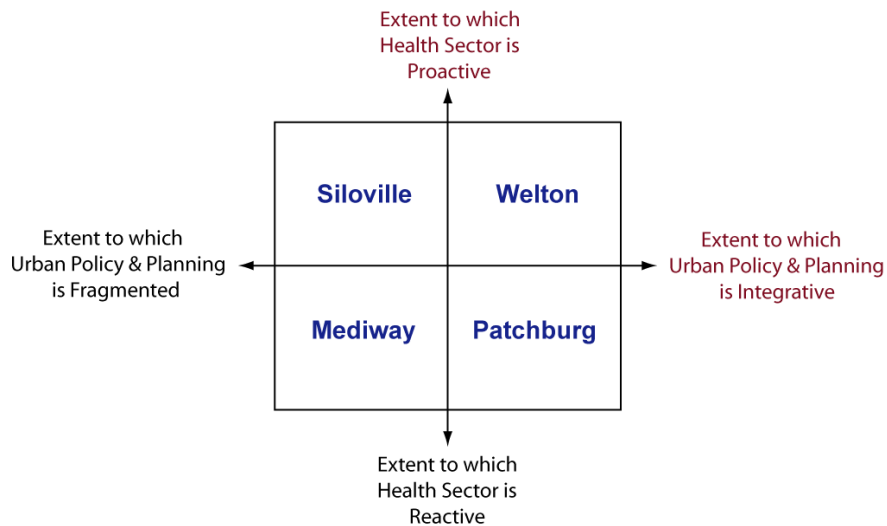 Extent to which
Health Sector is
Proactive
Siloville
Welton
Extent to which
Urban Policy & Planning
is Fragmented
Extent to which
Urban Policy & Planning
is Integrative
Mediway
Patchburg
Extent to which
Health Sector is
Reactive